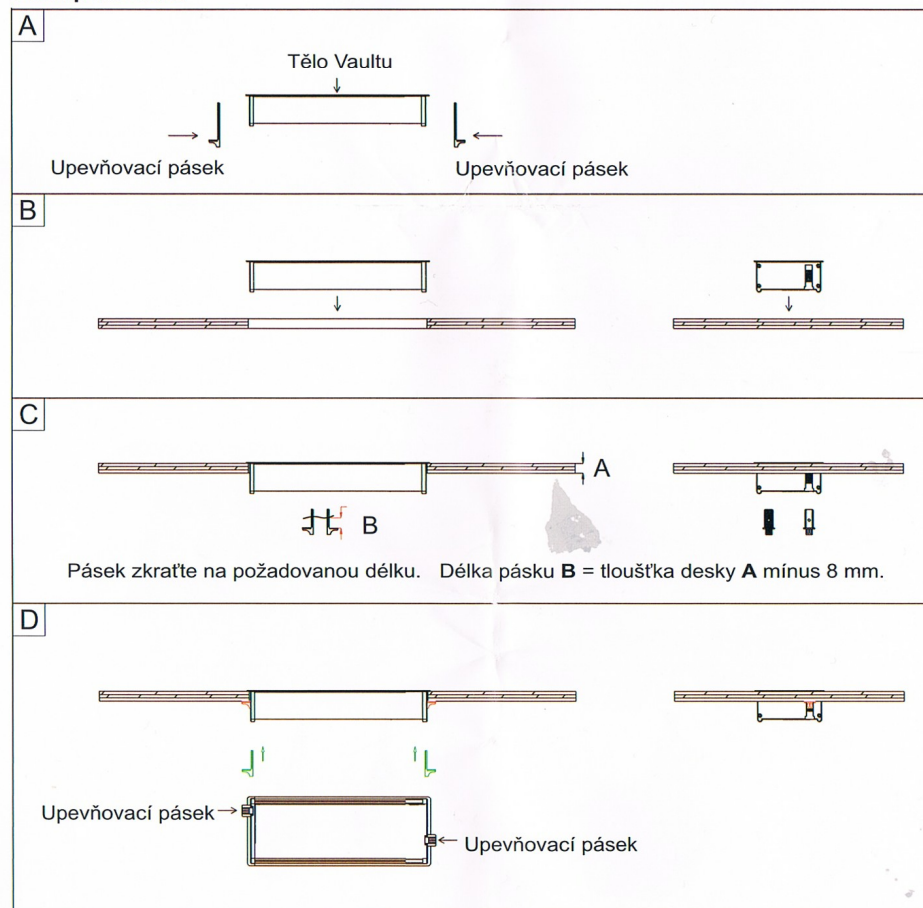 A
Tělo Vaultu
Upevňovací pásek
Upevňovací pásek
B
C
A
B
Pásek zkraťte na požadovanou délku. Délka pásku B = tloušťka desky A mínus 8 mm.
D
Upevňovací pásek
Upevňovací pásek